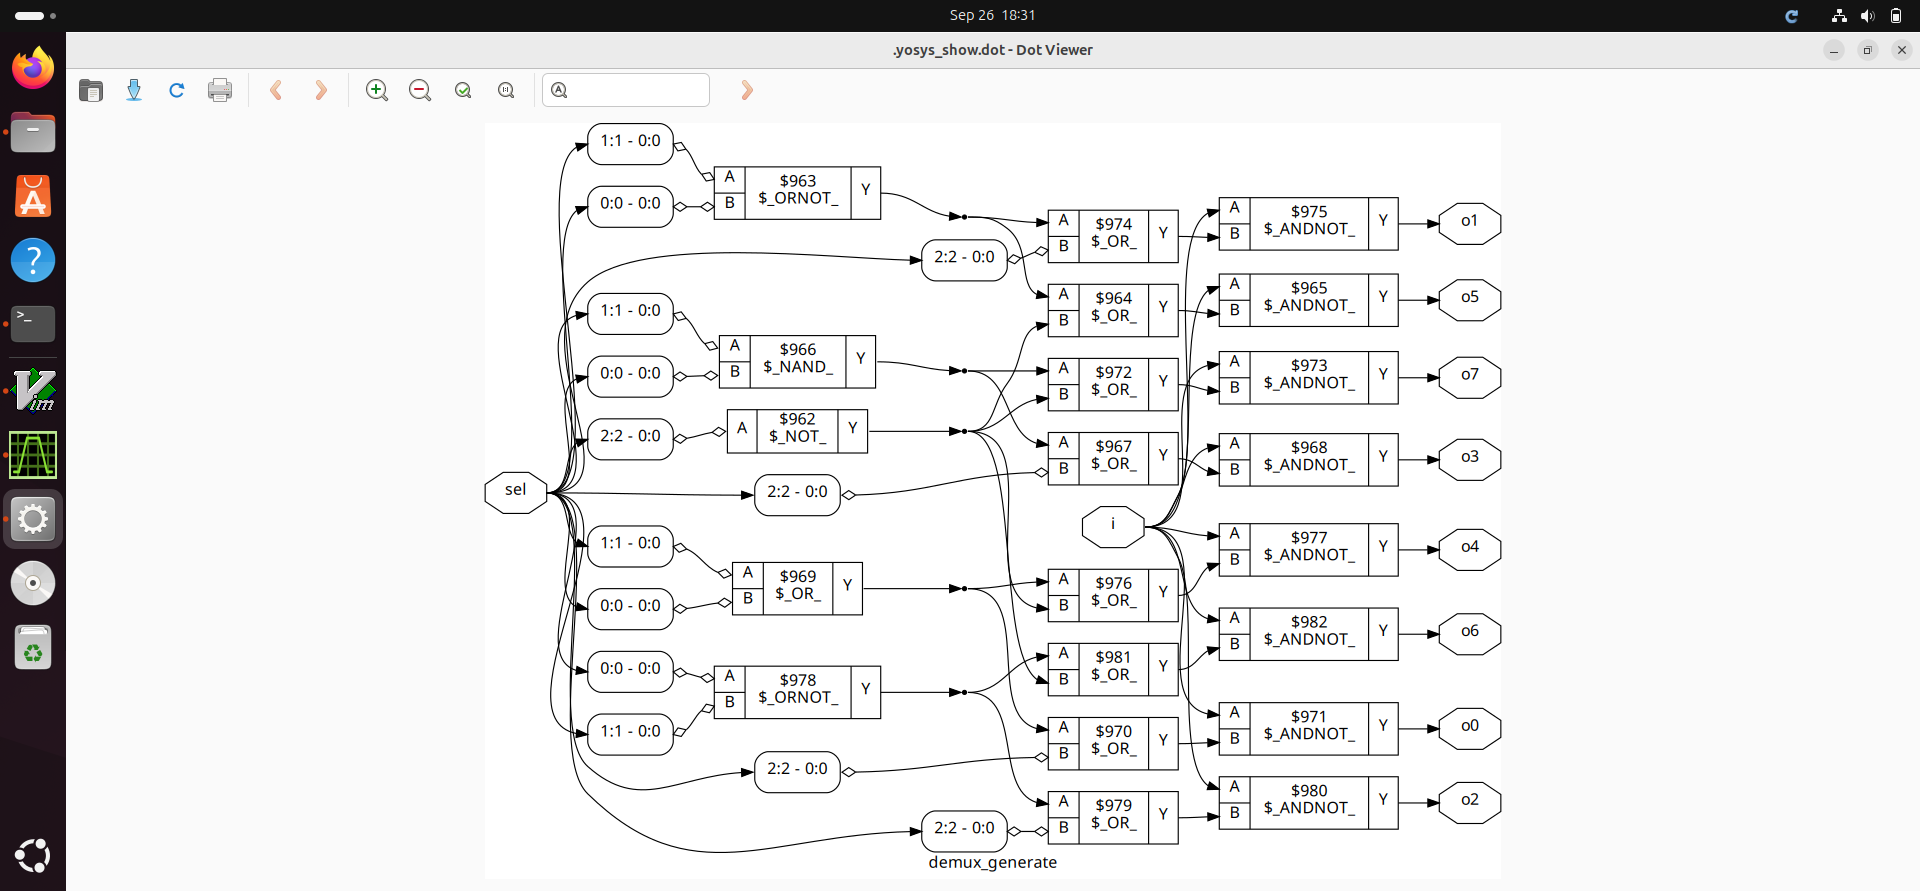 Sep 26 18:31
.yosys_show.dot - Dot Viewer
1:1 - 0:0
0:0 - 0:0
A
B
$963
$_ORNOT_
Y
2:2 - 0:0
1:1 - 0:0
0:0 - 0:0
A
B
$966
$_NAND_
Y
2:2 - 0:0
A
$962
$_NOT_
Y
sel
2:2 - 0:0
1:1 - 0:0
0:0 - 0:0
A
B
$969
$_OR_
Y
0:0 - 0:0
1:1 - 0:0
A
B
$978
$_ORNOT_
Y
2:2 - 0:0
2:2 - 0:0
A
B
$974
$_OR_
Y
A
B
$964
$_OR_
Y
A
B
$972
$_OR_
Y
A
B
$967
$_OR_
Y
i
A
B
$976
$_OR_
Y
A
B
$981
$_OR_
Y
A
B
$970
$_OR_
Y
A
B
$979
$_OR_
Y
A
B
$975
$_ANDNOT_
Y
o1
A
B
$965
$_ANDNOT_
Y
o5
A
B
$973
$_ANDNOT_
Y
o7
A
B
$968
$_ANDNOT_
Y
o3
A
B
$977
$_ANDNOT_
Y
o4
A
B
$982
$_ANDNOT_
Y
o6
A
B
$971
$_ANDNOT_
Y
o0
A
B
$980
$_ANDNOT_
Y
o2
demux_generate